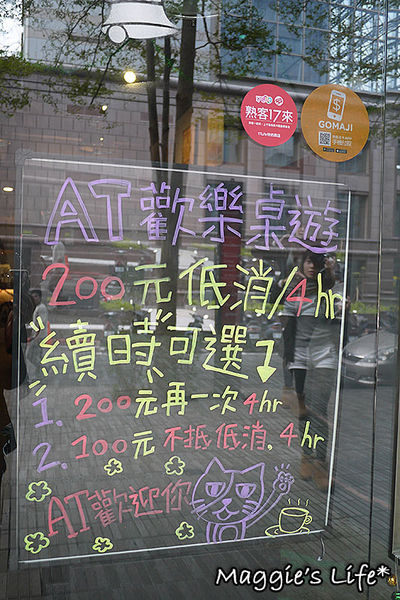 熟客17來
GOMAJI
AT歡樂桌遊
200元低消/4hr
續時可選
1. 200元再一次4hr
2. 100元不抵低消, 4hr
AT歡迎你
Maggie's Life*